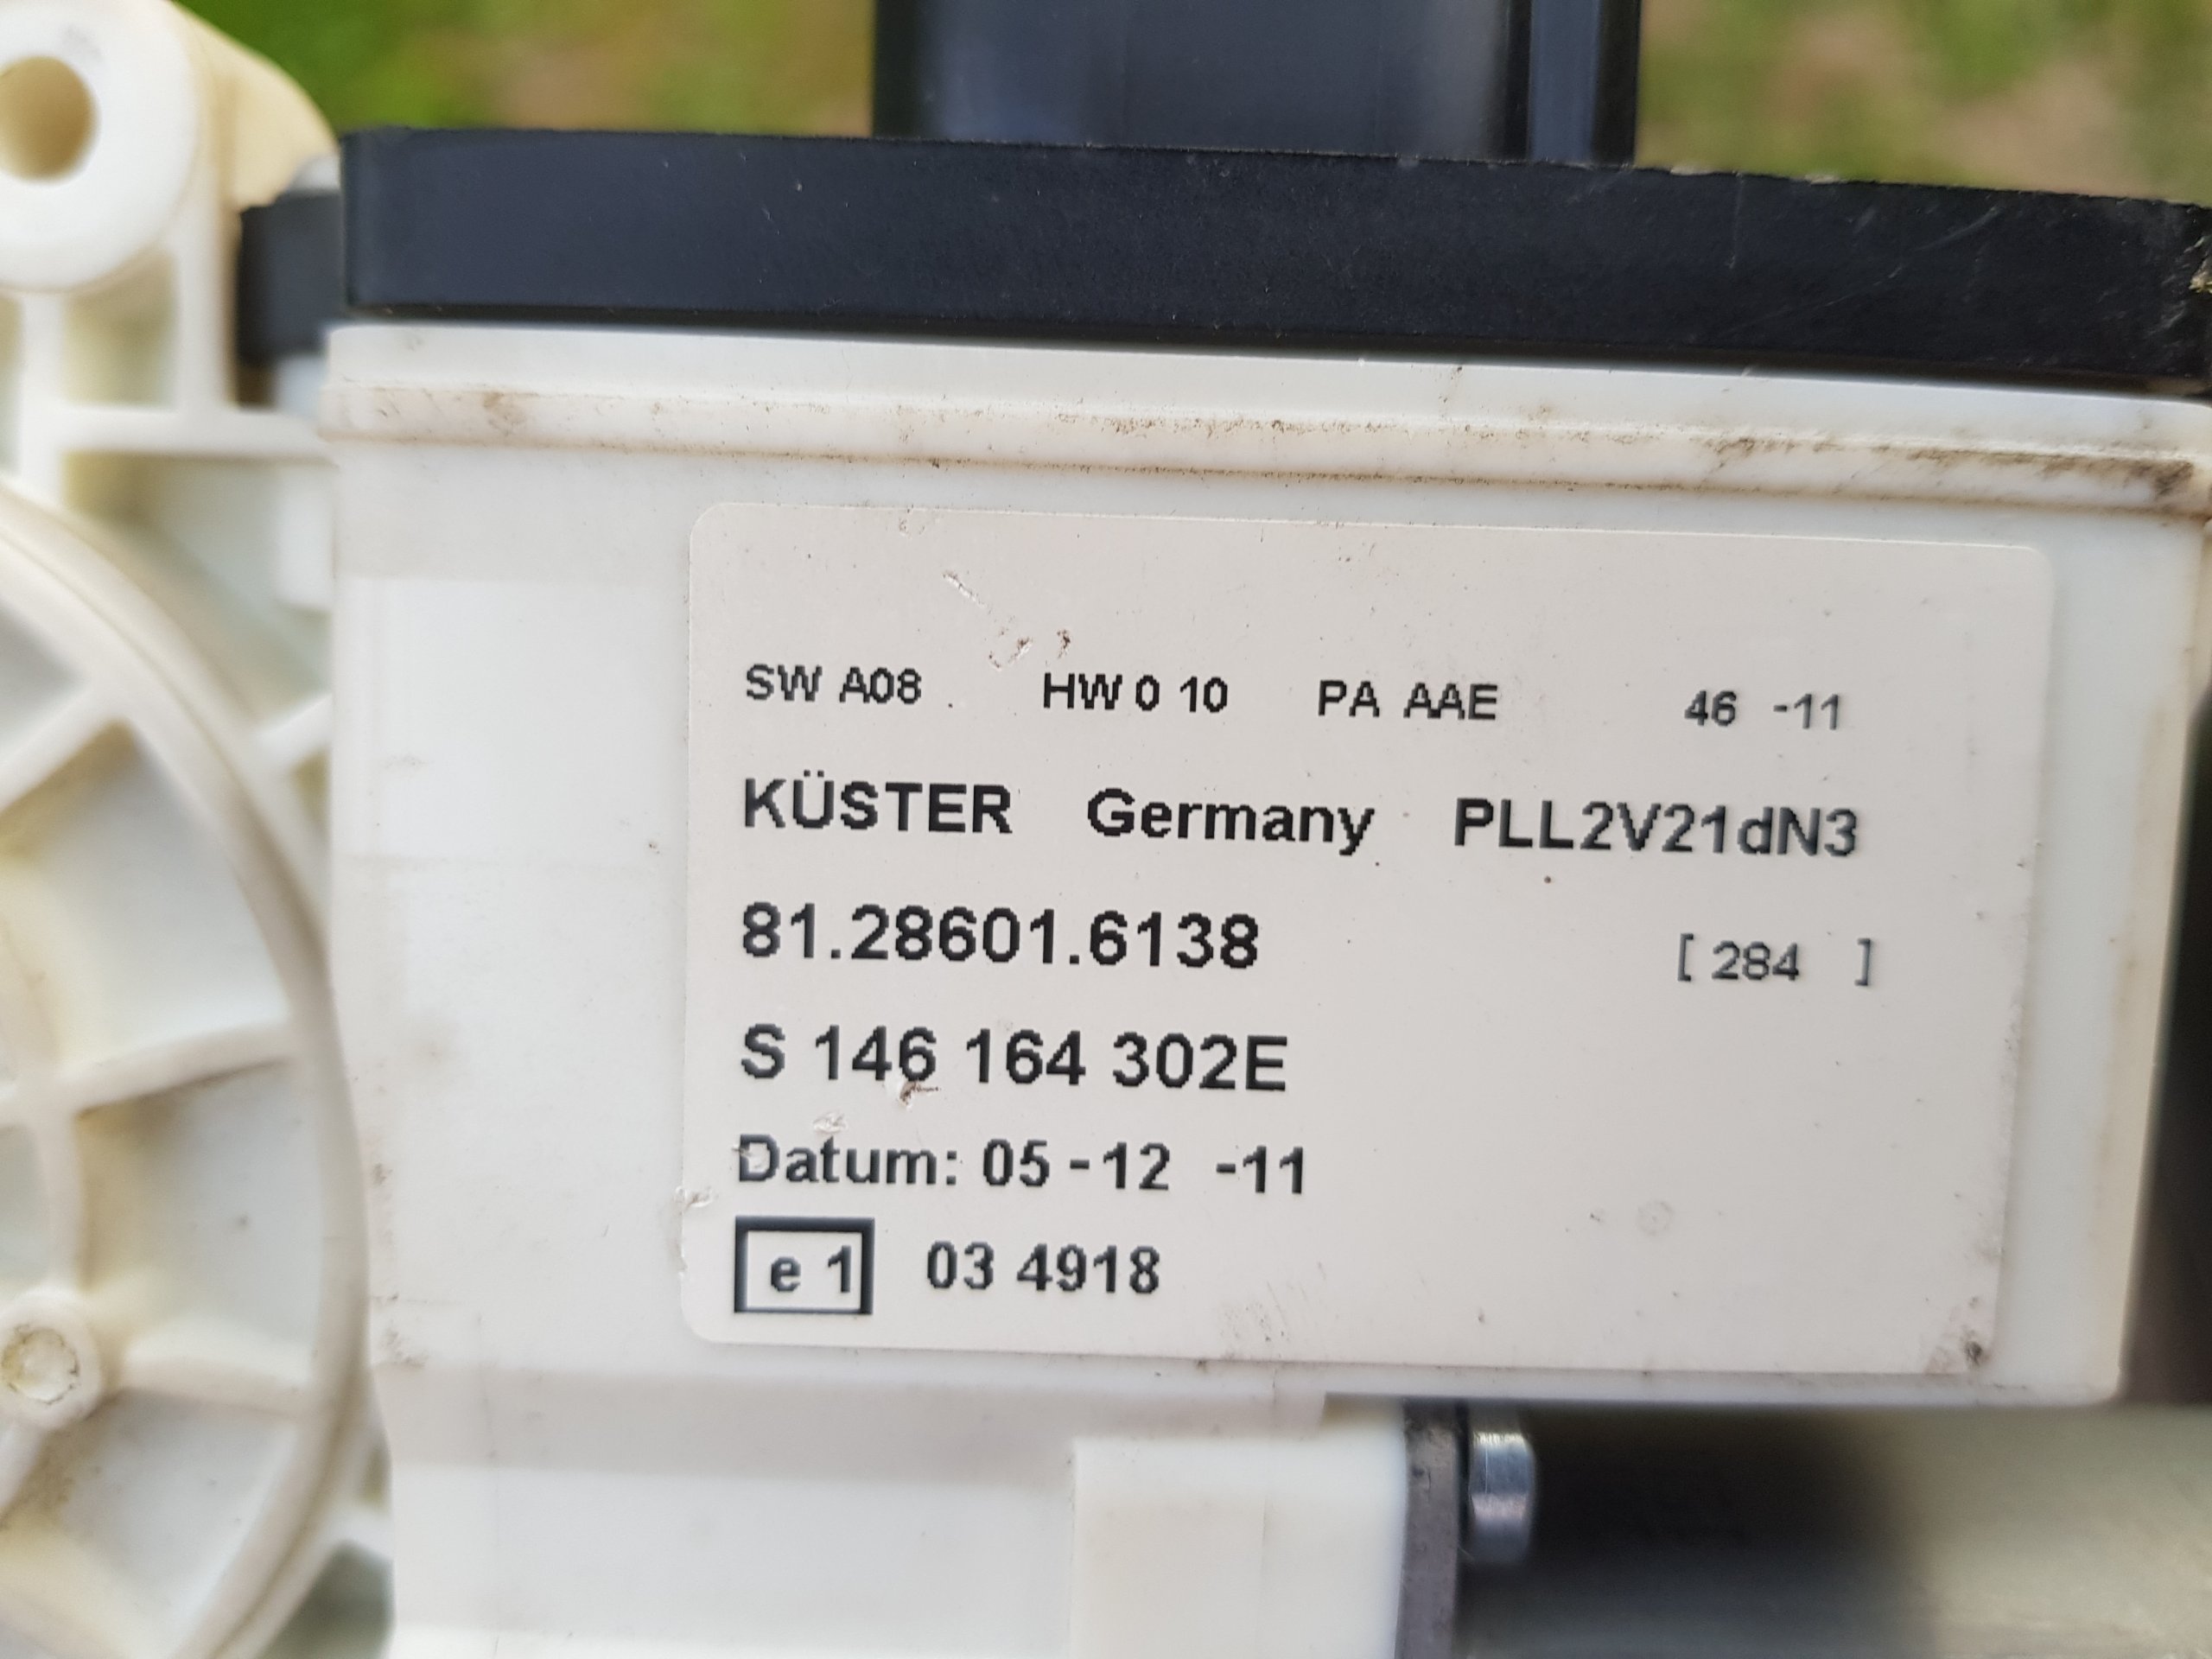 SW A08 HW 0 10 PA AAE 46 -11
KÜSTER Germany PLL2V21dN3
81.28601.6138 [ 284 ]
S 146 164 302E
Datum: 05 - 12 -11
e 1 03 4918